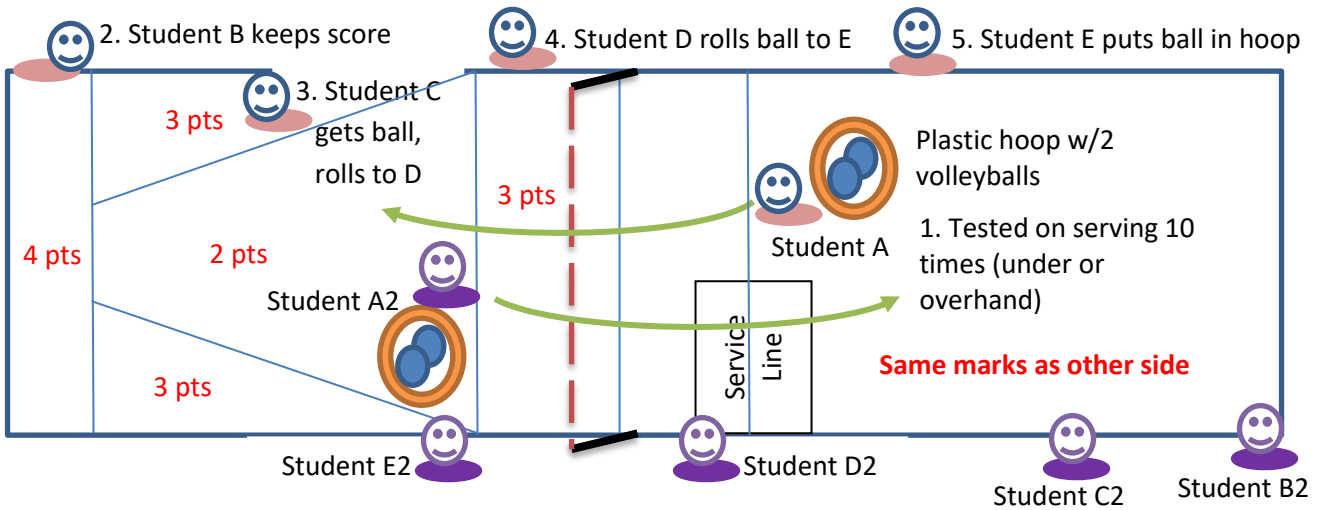 2. Student B keeps score
4. Student D rolls ball to E
5. Student E puts ball in hoop
3 pts
3. Student C
gets ball,
rolls to D
Plastic hoop w/2
volleyballs
3 pts
Student A
1. Tested on serving 10
times (under or
overhand)
4 pts
2 pts
Student A2
Service
Line
Same marks as other side
3 pts
Student E2
Student D2
Student C2
Student B2